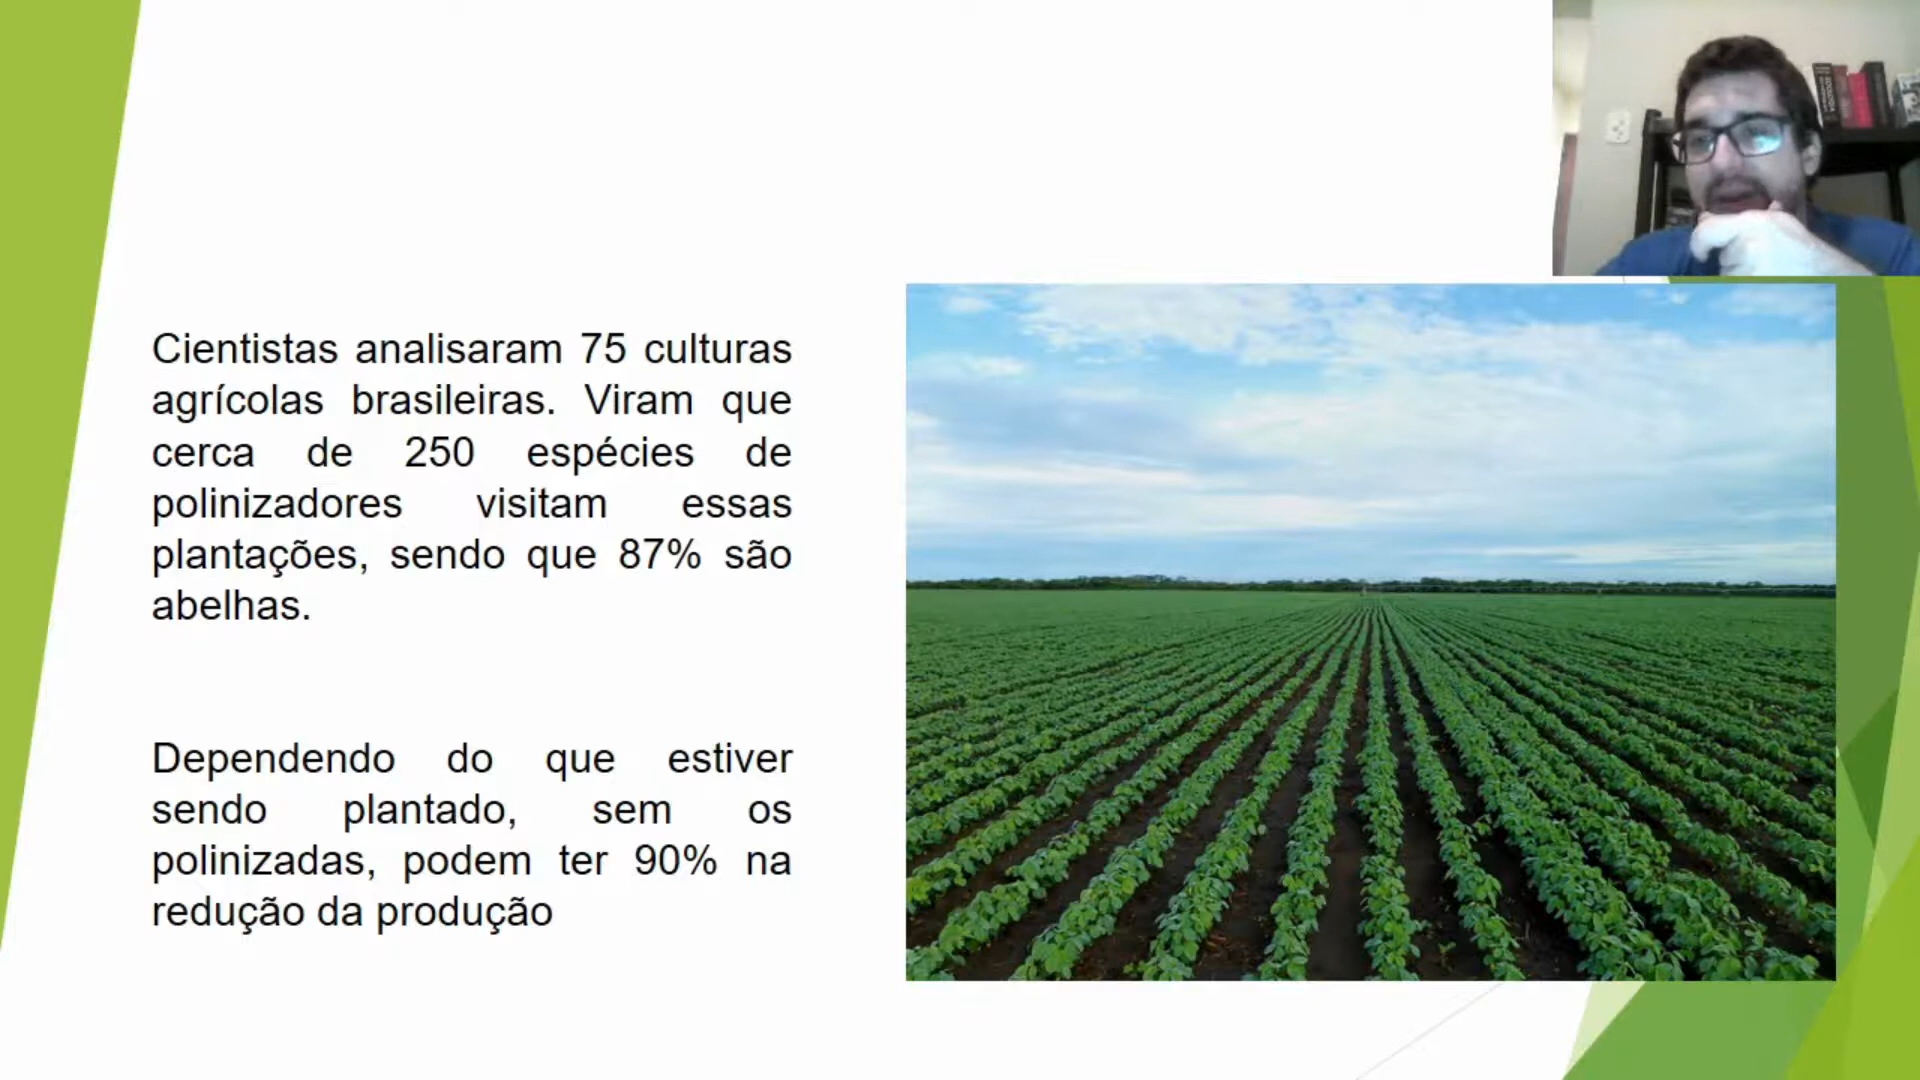 Cientistas analisaram 75 culturas
agrícolas brasileiras. Viram que
cerca de 250 espécies de
polinizadores visitam essas
plantações, sendo que 87% são
abelhas.
Dependendo do que estiver
sendo plantado, sem os
polinizadas, podem ter 90% na
redução da produção